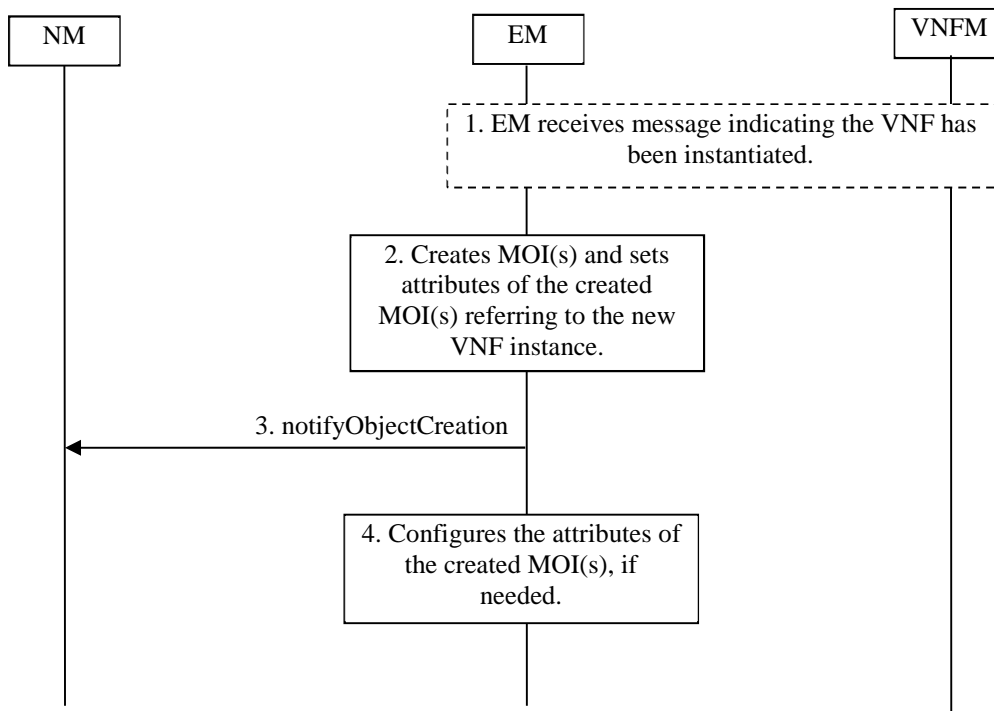 NM
EM
VNFM
1. EM receives message indicating the VNF has
been instantiated.
2. Creates MOI(s) and sets
attributes of the created
MOI(s) referring to the new
VNF instance.
3. notifyObjectCreation
4. Configures the attributes of
the created MOI(s), if
needed.